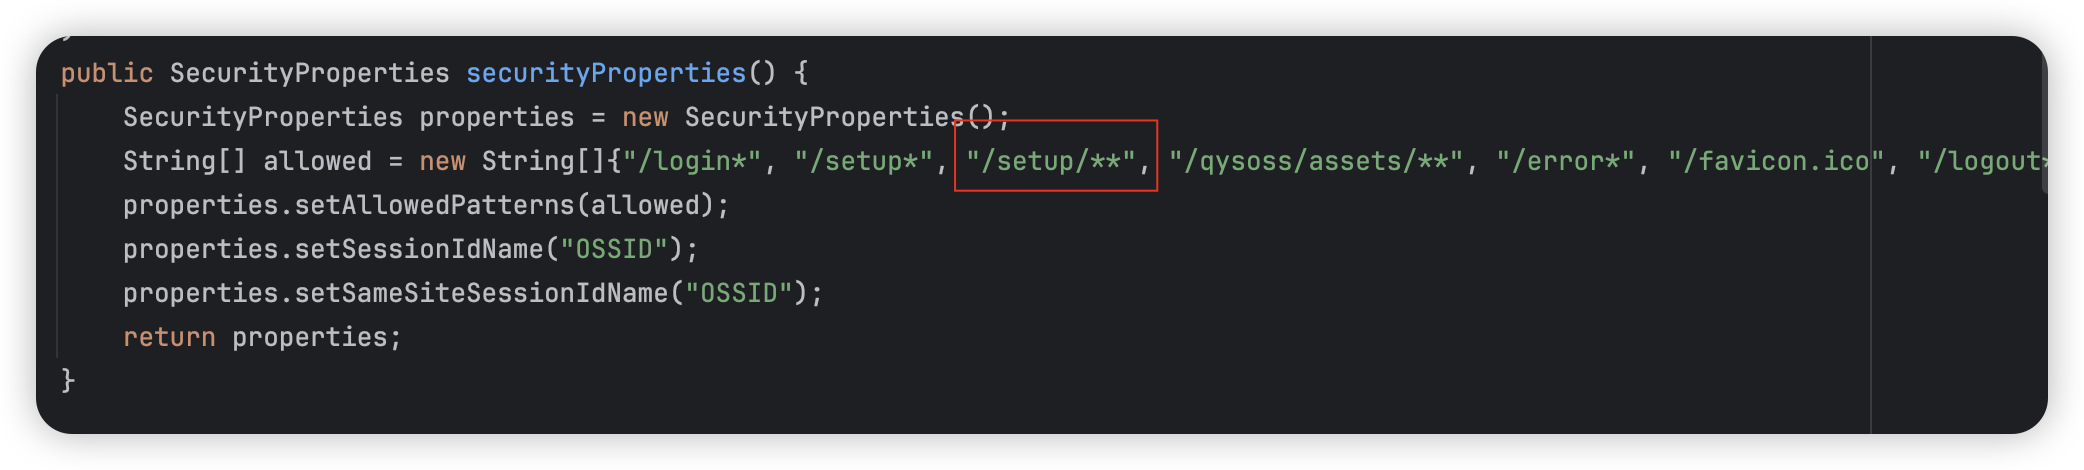 public SecurityProperties securityProperties() {
SecurityProperties properties = new SecurityProperties();
String[] allowed = new String[]{"/login*", "/setup*", "/setup/**", "/qysoss/assets/**", "/error*", "/favicon.ico", "/logout*
properties.setAllowedPatterns(allowed);
properties.setSessionIdName("OSSID");
properties.setSameSiteSessionIdName("OSSID");
return properties;
}